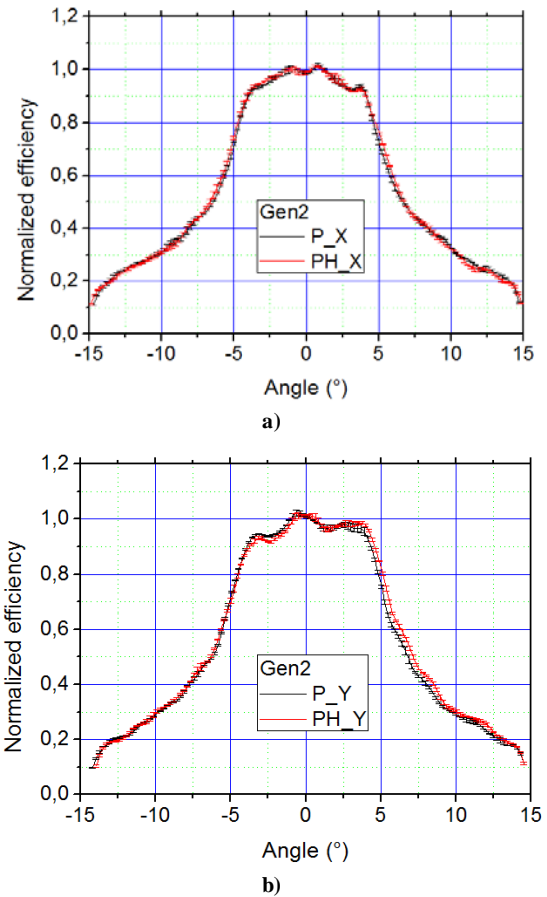 1,2
1,0
0,8
0,6
0,4
0,2
0,0
Normalized efficiency
Gen2
P_X
PH_X
-15 -10 -5 0 5 10 15
Angle (°)
a)
1,2
1,0
0,8
0,6
0,4
0,2
0,0
Normalized efficiency
Gen2
P_Y
PH_Y
-15 -10 -5 0 5 10 15
Angle (°)
b)